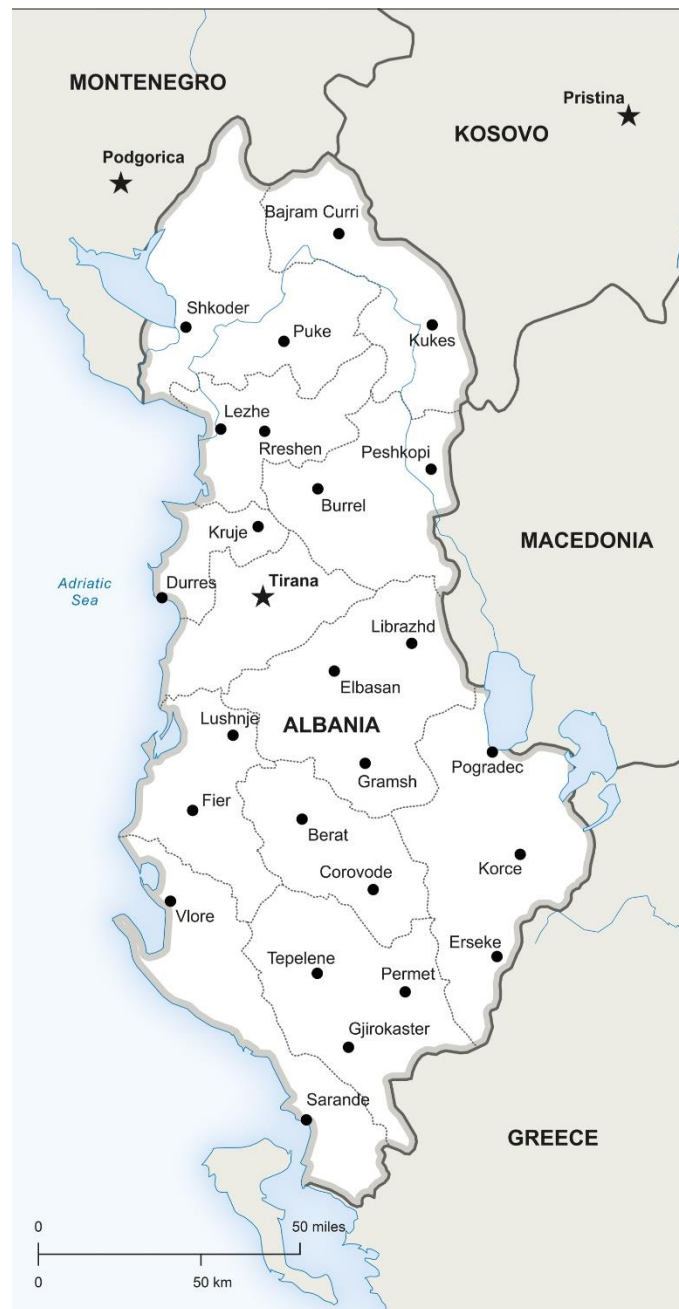 MONTENEGRO
Pristina
KOSOVO
Podgorica
Bajram Curri
Shkoder
Puke
Kukes
Lezhe
Rreshen
Peshkopi
Burrel
Kruje
MACEDONIA
Adriatic
Sea
Durres
Tirana
Librazhd
Elbasan
Lushnje
ALBANIA
Pogradec
Gramsh
Fier
Berat
Korce
Corovode
Vlore
Erseke
Tepelene
Permet
Gjirokaster
Sarande
GREECE
0 50 miles
0 50 km